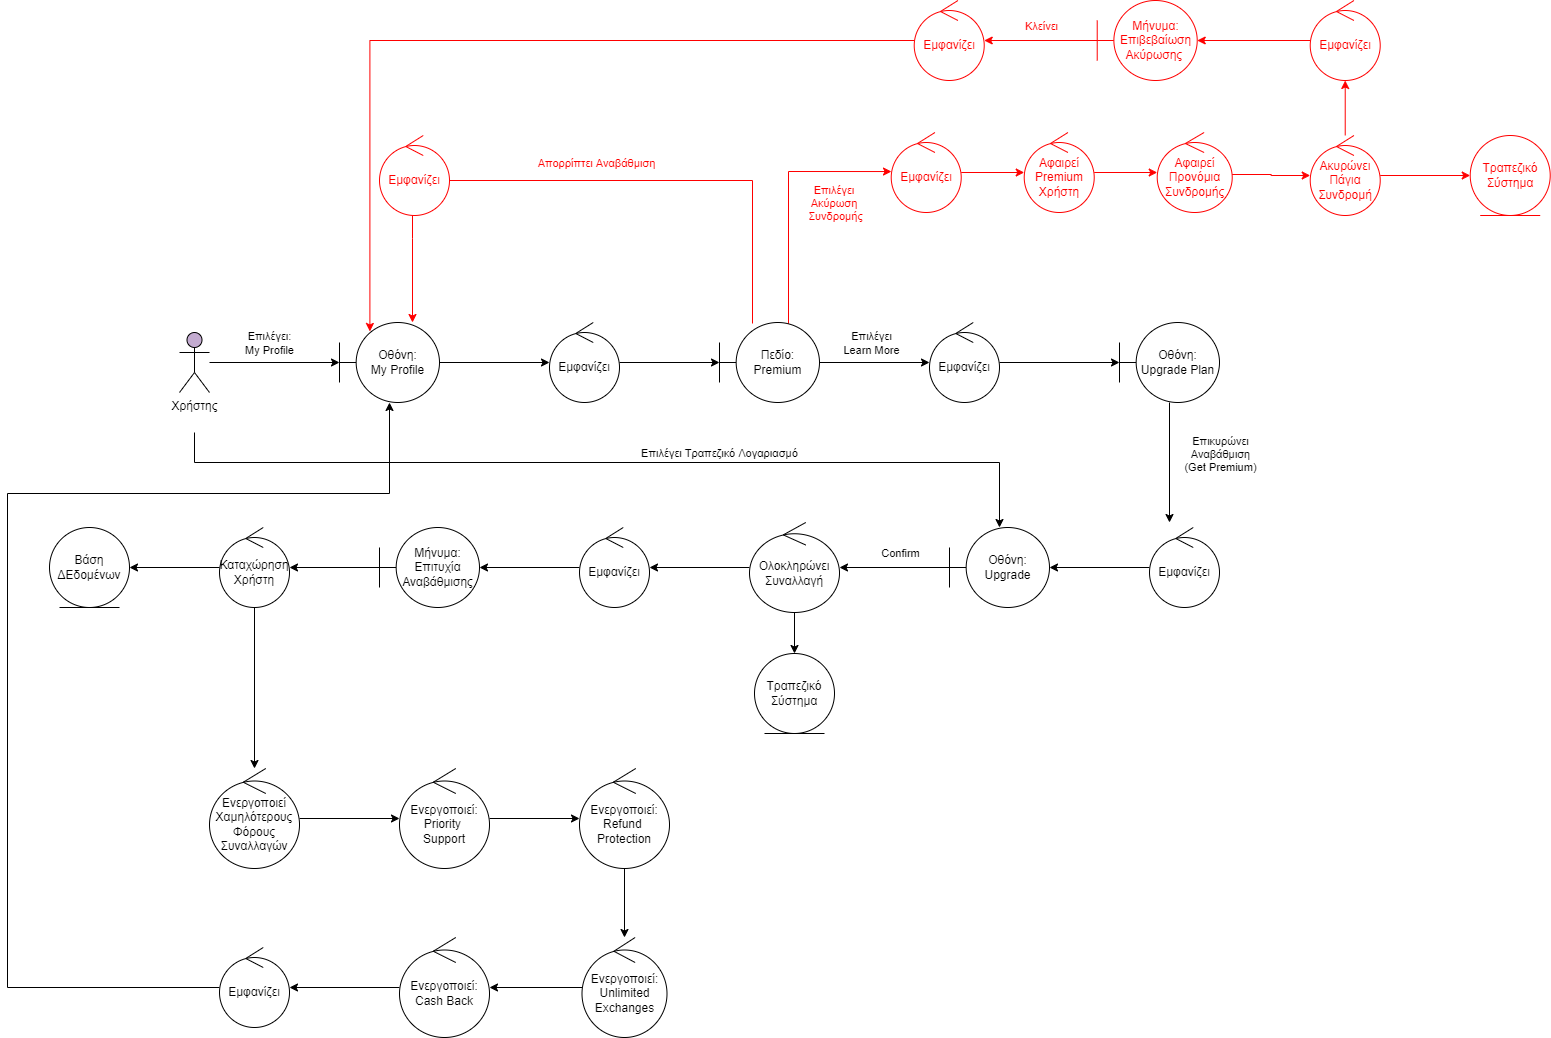 Εμφανίζει
Κλείνει
Μήνυμα:
Επιβεβαίωση
Ακύρωσης
Εμφανίζει
Εμφανίζει
Απορρίπτει Αναβάθμιση
Επιλέγει
Ακύρωση
Συνδρομής
Εμφανίζει
Αφαιρεί
Premium
Χρήστη
Αφαιρεί
Προνόμια
Συνδρομής
Ακυρώνει
Πάγια
Συνδρομή
Τραπεζικό
Σύστημα
Χρήστης
Επιλέγει:
My Profile
Οθόνη:
My Profile
Εμφανίζει
Πεδίο:
Premium
Επιλέγει
Learn More
Εμφανίζει
Οθόνη:
Upgrade Plan
Επικυρώνει
Αναβάθμιση
(Get Premium)
Επιλέγει Τραπεζικό Λογαριασμό
Βάση
ΔΕδομένων
Καταχώρηση
Χρήστη
Μήνυμα:
Επιτυχία
Αναβάθμισης
Εμφανίζει
Ολοκληρώνει
Συναλλαγή
Confirm
Οθόνη:
Upgrade
Εμφανίζει
Τραπεζικό
Σύστημα
Ενεργοποιεί
Χαμηλότερους
Φόρους
Συναλλαγών
Ενεργοποιεί:
Priority
Support
Ενεργοποιεί:
Refund
Protection
Εμφανίζει
Ενεργοποιεί:
Cash Back
Ενεργοποιεί:
Unlimited
Exchanges